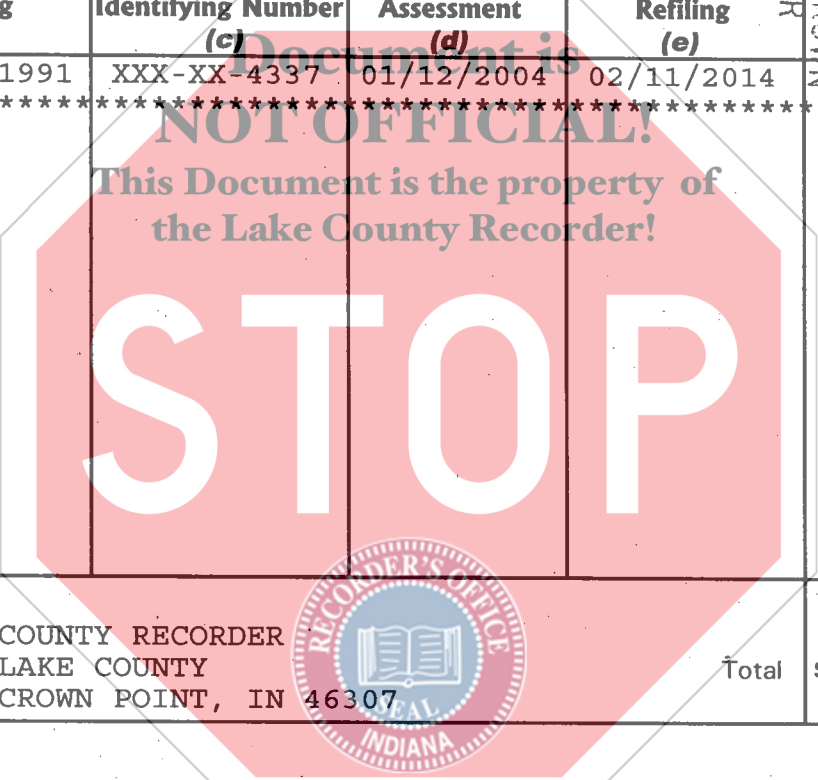 g Identifying Number Assessment Refiling
(c) (d) (e)
Document is
1991 XXX-XX-4337 01/12/2004 02/11/2014
*****************************************************
NOT OFFICIAL!
This Document is the property of
the Lake County Recorder!
STOP
RECORDER'S OFFICE
COUNTY RECORDER
LAKE COUNTY Total
CROWN POINT, IN 46307
SEAL
INDIANA